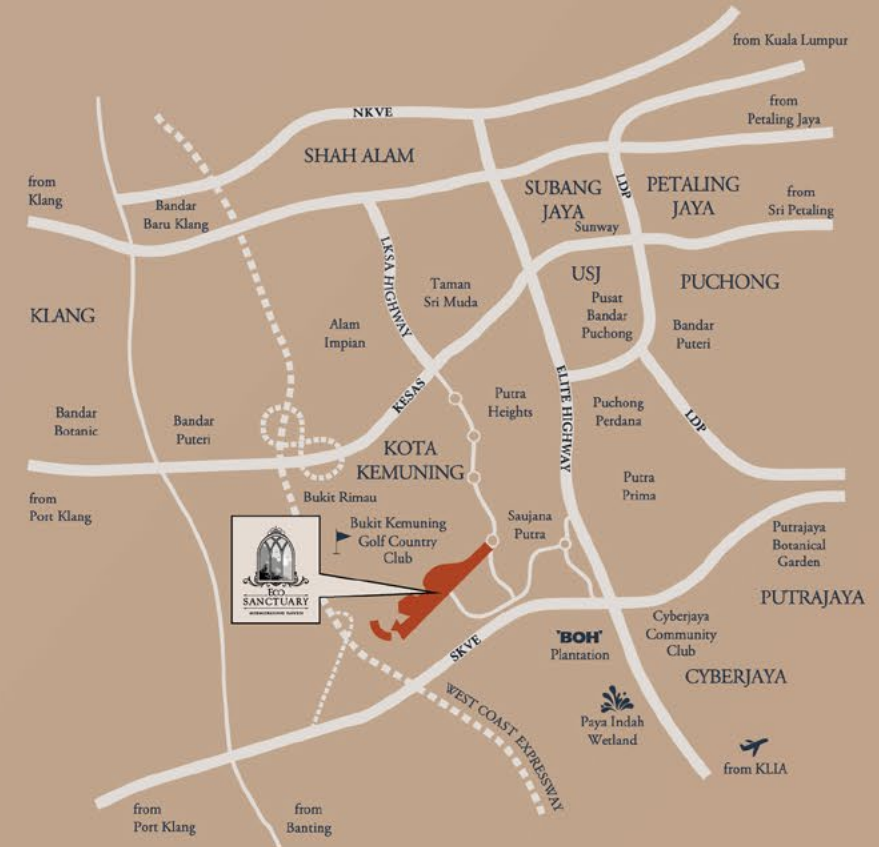 from Kuala Lumpur
NKVE
from
Petaling Jaya
SHAH ALAM
from
Klang
Bandar
Baru Klang
SUBANG
JAYA
LDP
PETALING
JAYA
from
Sri Petaling
Sunway
LKSA HIGHWAY
Taman
Sri Muda
USJ
PUCHONG
KLANG
Alam
Impian
Pusat
Bandar
Puchong
Bandar
Puteri
KESAS
ELITE HIGHWAY
Putra
Heights
Puchong
Perdana
LDP
Bandar
Botanic
Bandar
Puteri
KOTA
KEMUNING
Putra
Prima
from
Port Klang
Bukit Rimau
Bukit Kemuning
Golf Country
Club
Saujana
Putra
Putrajaya
Botanical
Garden
ECO
SANCTUARY
PUTRAJAYA
SKVE
"BOH"
Plantation
Cyberjaya
Community
Club
CYBERJAYA
WEST COAST EXPRESSWAY
Paya Indah
Wetland
from KLIA
from
Port Klang
from
Banting